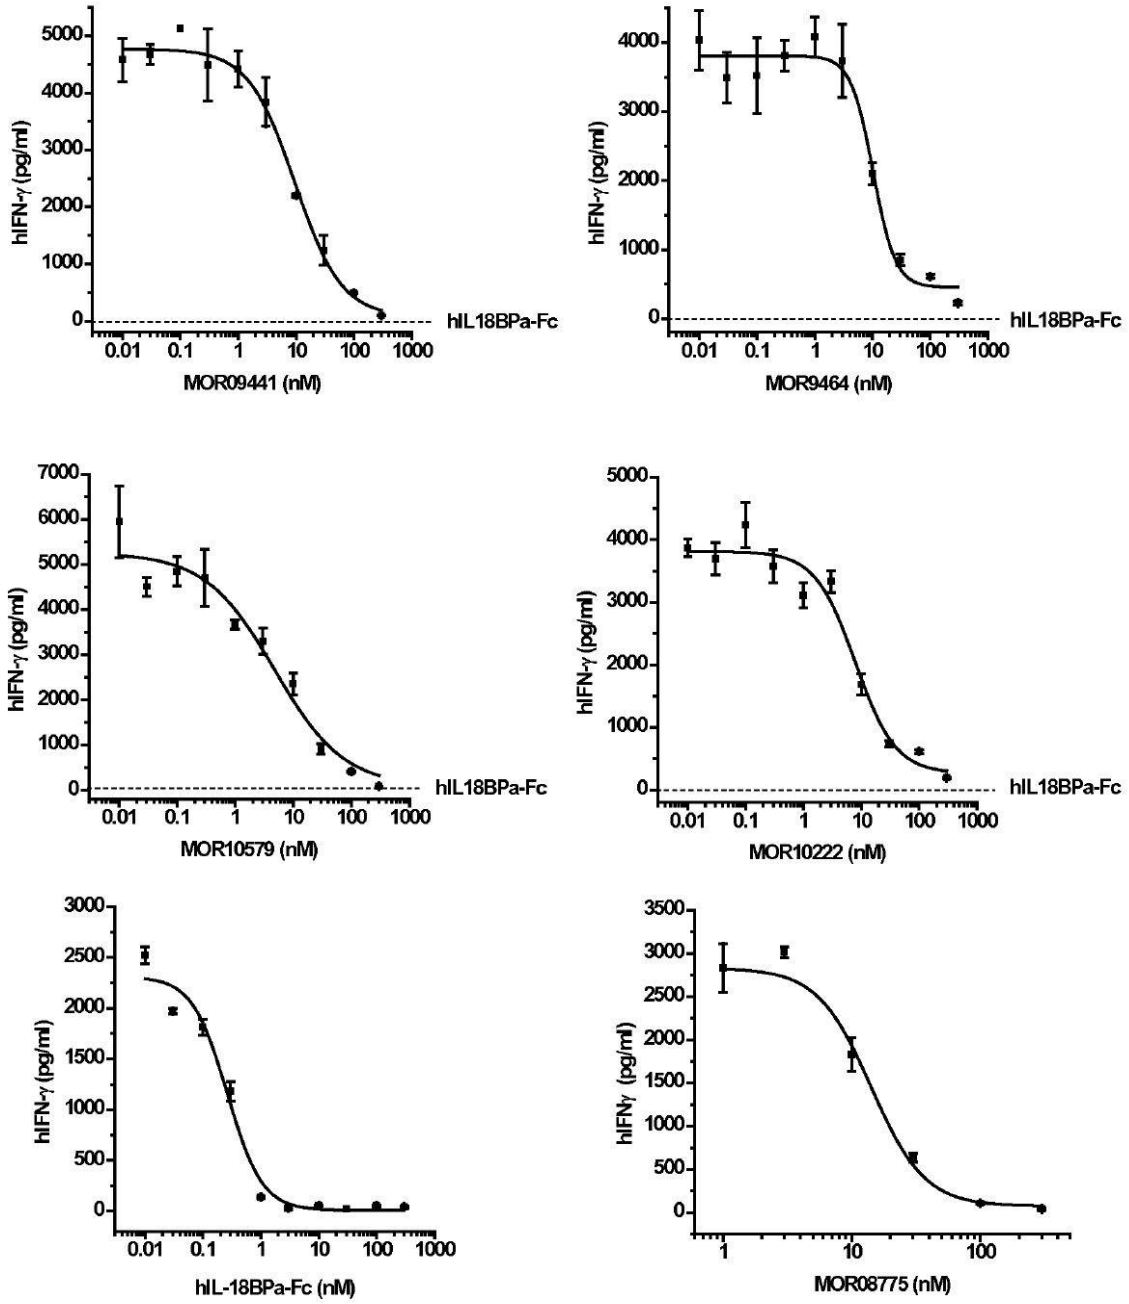 5000
4000
3000
2000
1000
0
hIFN-γ (pg/ml)
0.01 0.1 1 10 100 1000
MOR09441 (nM)
hIL18BPa-Fc
4000
3000
2000
1000
0
hIFN-γ (pg/ml)
0.01 0.1 1 10 100 1000
MOR9464 (nM)
hIL18BPa-Fc
7000
6000
5000
4000
3000
2000
1000
0
hIFN-γ (pg/ml)
0.01 0.1 1 10 100 1000
MOR10579 (nM)
hIL18BPa-Fc
5000
4000
3000
2000
1000
0
hIFN-γ (pg/ml)
0.01 0.1 1 10 100 1000
MOR10222 (nM)
hIL18BPa-Fc
3000
2500
2000
1500
1000
500
0
hIFN-γ (pg/ml)
0.01 0.1 1 10 100 1000
hIL-18BPa-Fc (nM)
3500
3000
2500
2000
1500
1000
500
0
hIFNγ (pg/ml)
1 10 100
MOR08775 (nM)